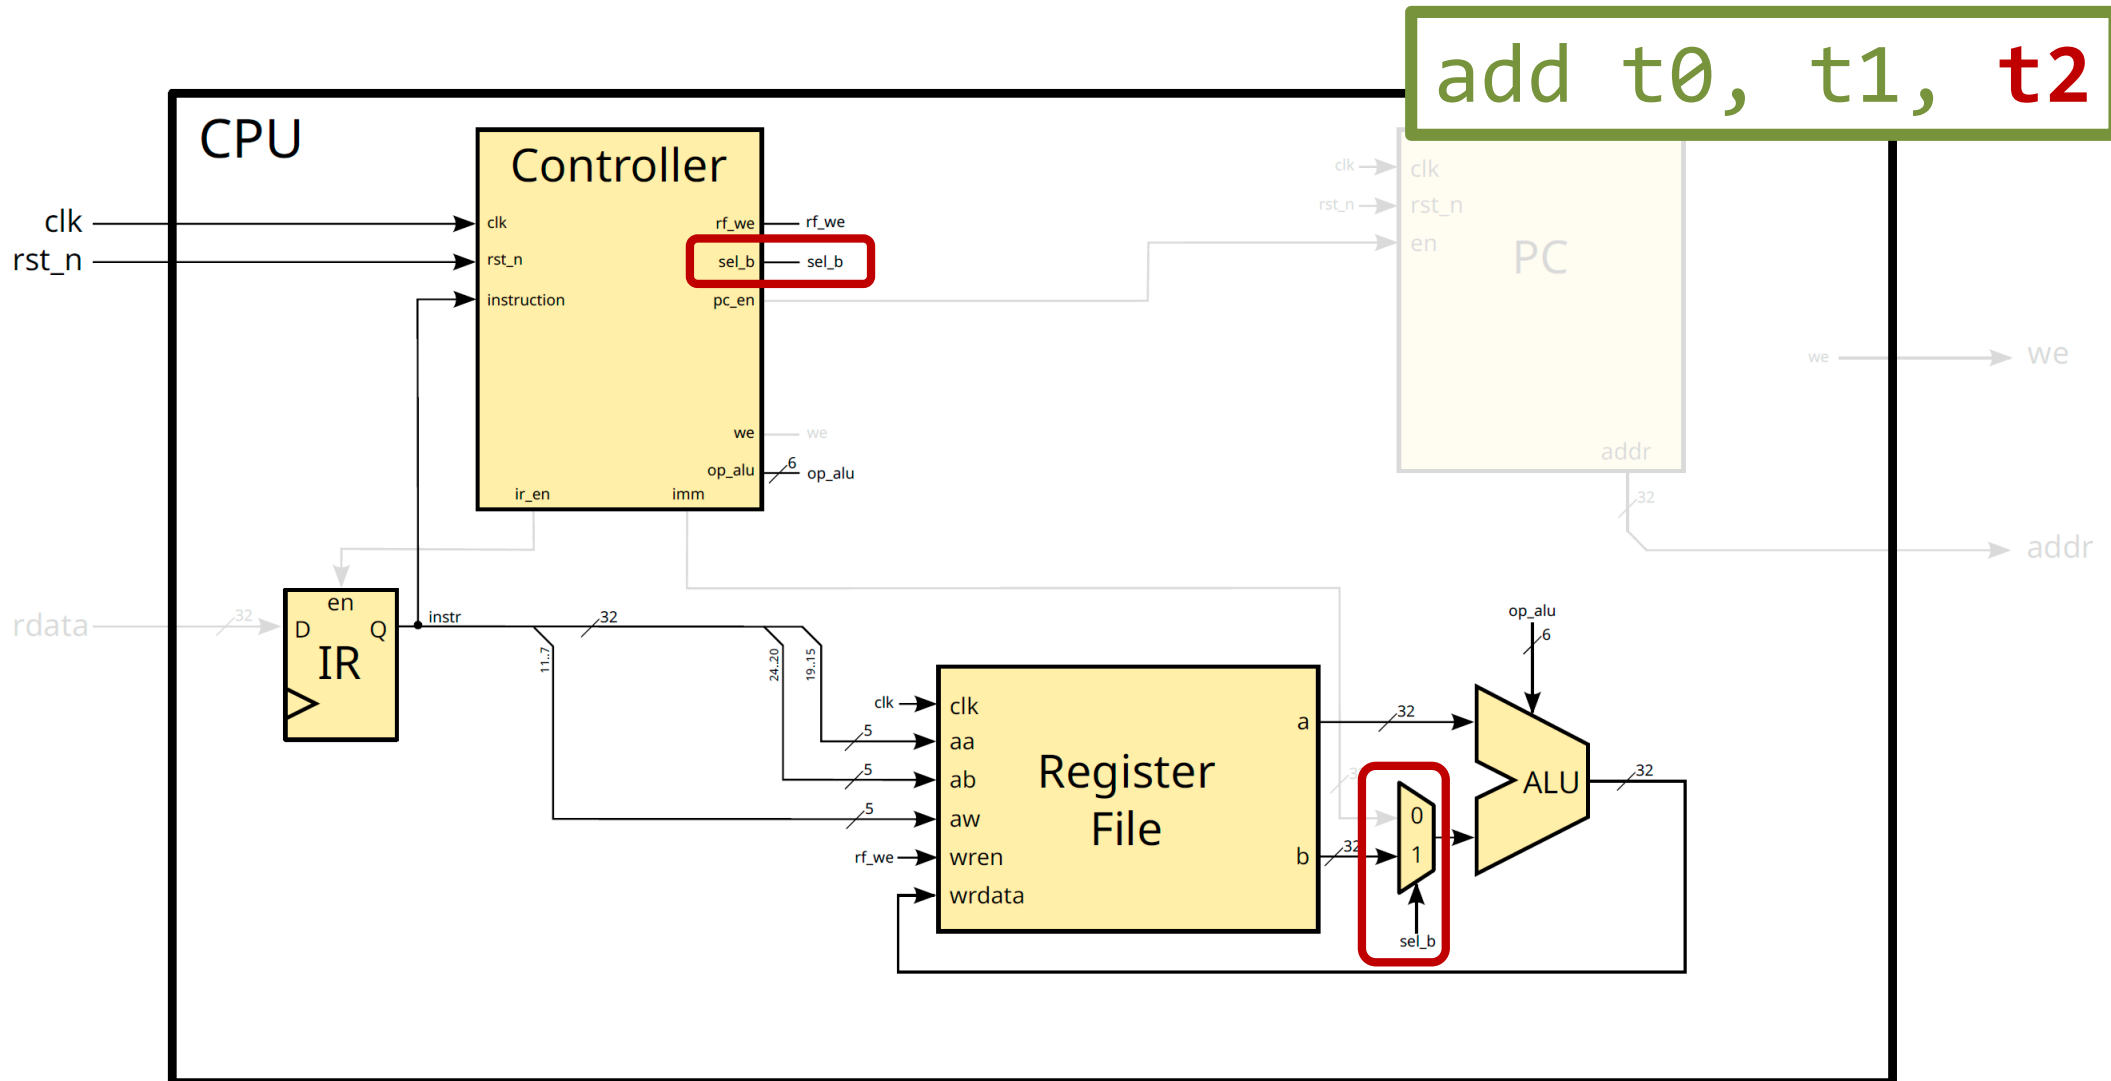 add t0, t1, t2
CPU
Controller
clk
rst_n
clk
rst_n
instruction
rf_we
sel_b
pc_en
we
op_alu
ir_en
imm
rf_we
sel_b
we
6
op_alu
clk
rst_n
clk
rst_n
en
PC
addr
32
we
we
addr
rdata
32
en
D
Q
IR
instr
32
11..7
24..20
19..15
clk
5
5
5
rf_we
clk
aa
ab
aw
wren
wrdata
Register
File
a
b
32
32
3
0
1
sel_b
op_alu
6
ALU
32